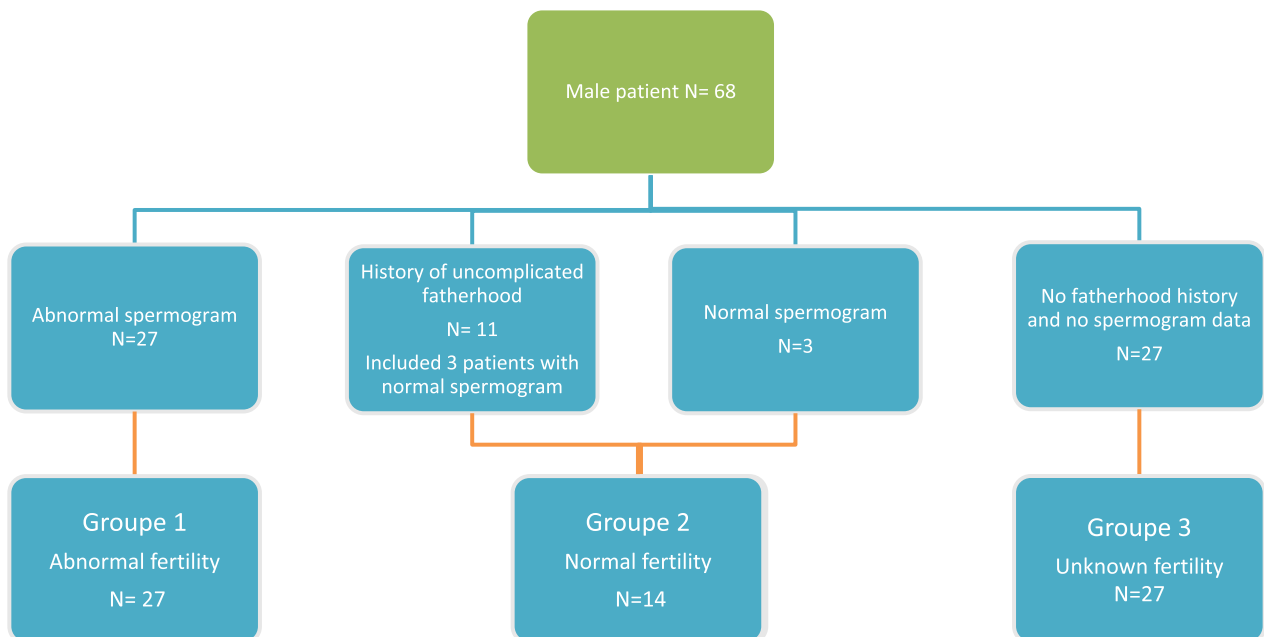 Male patient N= 68
Abnormal spermogram
N=27
History of uncomplicated
fatherhood
N= 11
Included 3 patients with
normal spermogram
Normal spermogram
N=3
No fatherhood history
and no spermogram data
N=27
Groupe 1
Abnormal fertility
N= 27
Groupe 2
Normal fertility
N=14
Groupe 3
Unknown fertility
N=27